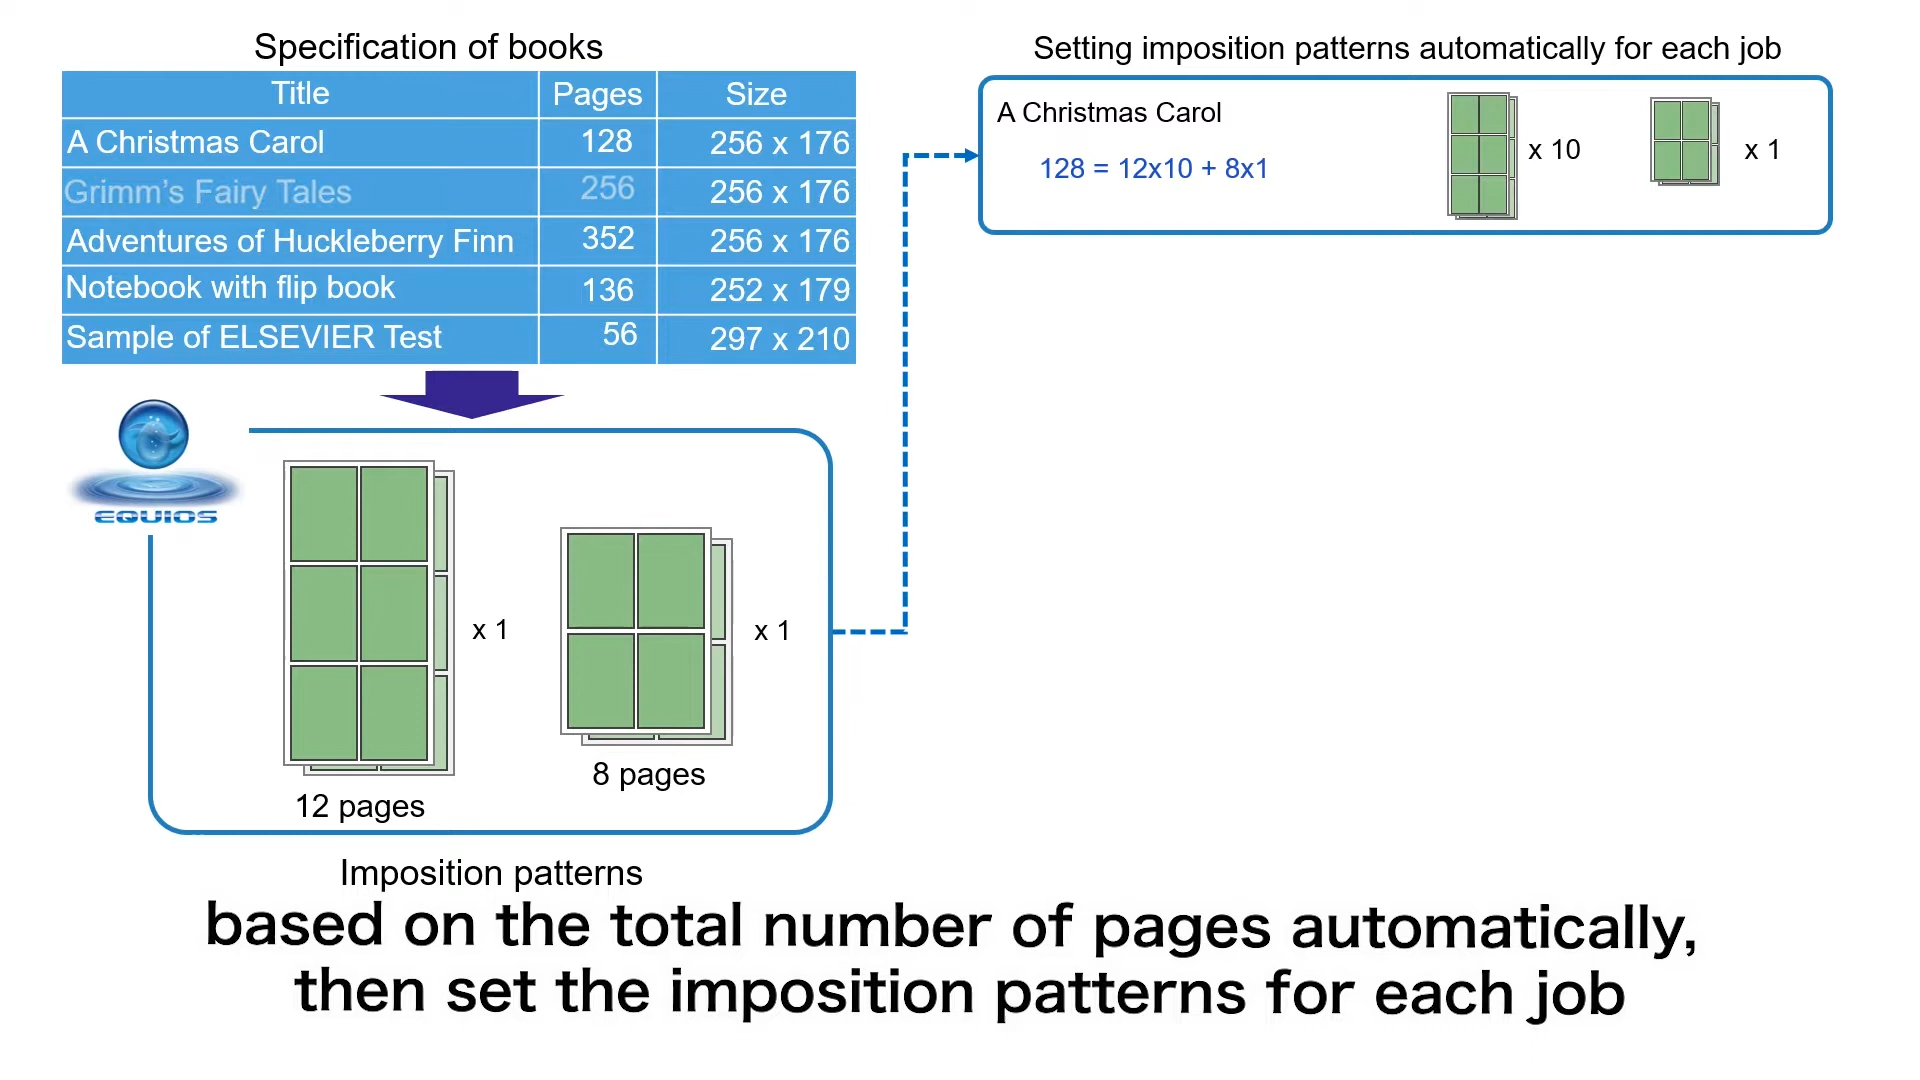 Specification of books
Title Pages Size
A Christmas Carol 128 256 x 176
Grimm’s Fairy Tales 256 256 x 176
Adventures of Huckleberry Finn 352 256 x 176
Notebook with flip book 136 252 x 179
Sample of ELSEVIER Test 56 297 x 210
EQUIOS
x 1
12 pages
x 1
8 pages
Imposition patterns
Setting imposition patterns automatically for each job
A Christmas Carol
128 = 12x10 + 8x1
x 10
x 1
based on the total number of pages automatically,
then set the imposition patterns for each job